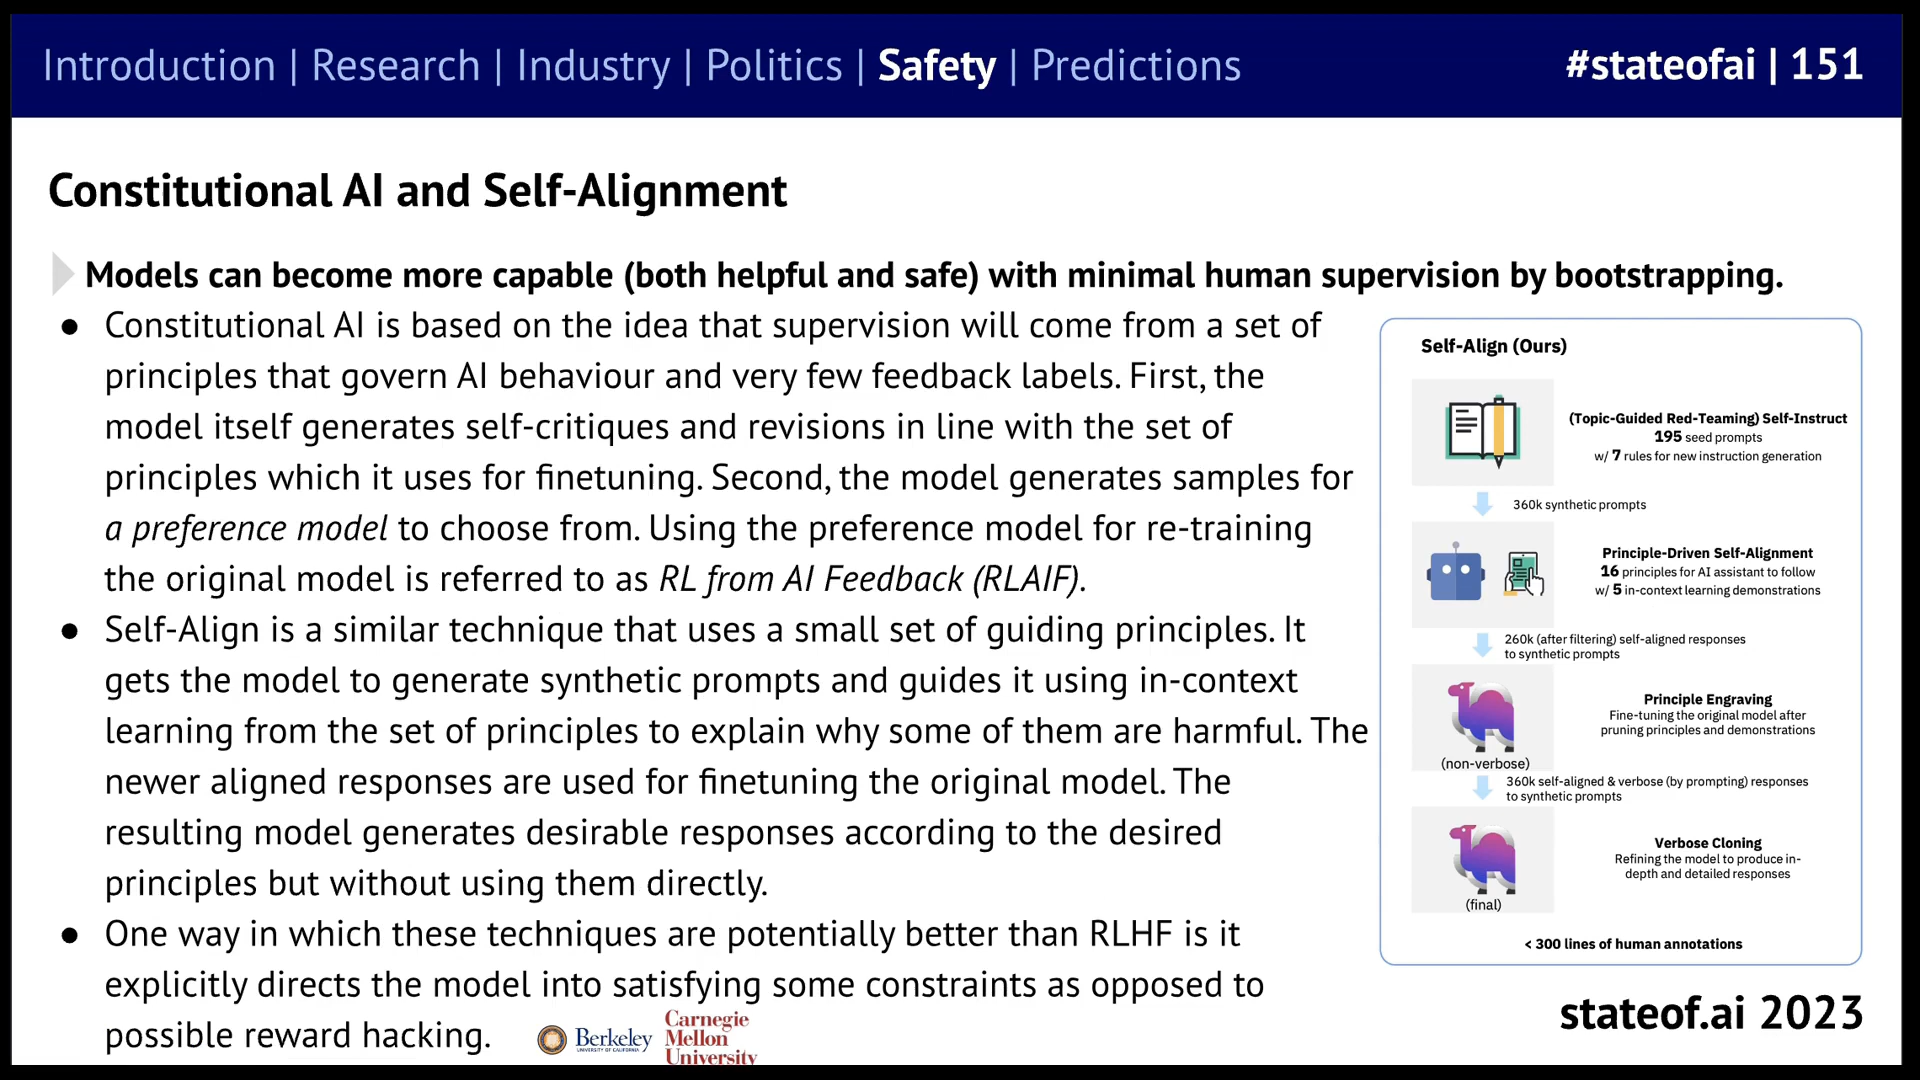 Introduction | Research | Industry | Politics | Safety | Predictions
#stateofai | 151
Constitutional AI and Self-Alignment
Models can become more capable (both helpful and safe) with minimal human supervision by bootstrapping.
● Constitutional AI is based on the idea that supervision will come from a set of
principles that govern AI behaviour and very few feedback labels. First, the
model itself generates self-critiques and revisions in line with the set of
principles which it uses for finetuning. Second, the model generates samples for
a preference model to choose from. Using the preference model for re-training
the original model is referred to as RL from AI Feedback (RLAIF).
● Self-Align is a similar technique that uses a small set of guiding principles. It
gets the model to generate synthetic prompts and guides it using in-context
learning from the set of principles to explain why some of them are harmful. The
newer aligned responses are used for finetuning the original model. The
resulting model generates desirable responses according to the desired
principles but without using them directly.
● One way in which these techniques are potentially better than RLHF is it
explicitly directs the model into satisfying some constraints as opposed to
possible reward hacking.
Berkeley
UNIVERSITY OF CALIFORNIA
Carnegie
Mellon
University
Self-Align (Ours)
(Topic-Guided Red-Teaming) Self-Instruct
195 seed prompts
w/ 7 rules for new instruction generation
360k synthetic prompts
Principle-Driven Self-Alignment
16 principles for AI assistant to follow
w/ 5 in-context learning demonstrations
260k (after filtering) self-aligned responses
to synthetic prompts
Principle Engraving
Fine-tuning the original model after
pruning principles and demonstrations
(non-verbose)
360k self-aligned & verbose (by prompting) responses
to synthetic prompts
Verbose Cloning
Refining the model to produce in-
depth and detailed responses
(final)
< 300 lines of human annotations
stateof.ai 2023